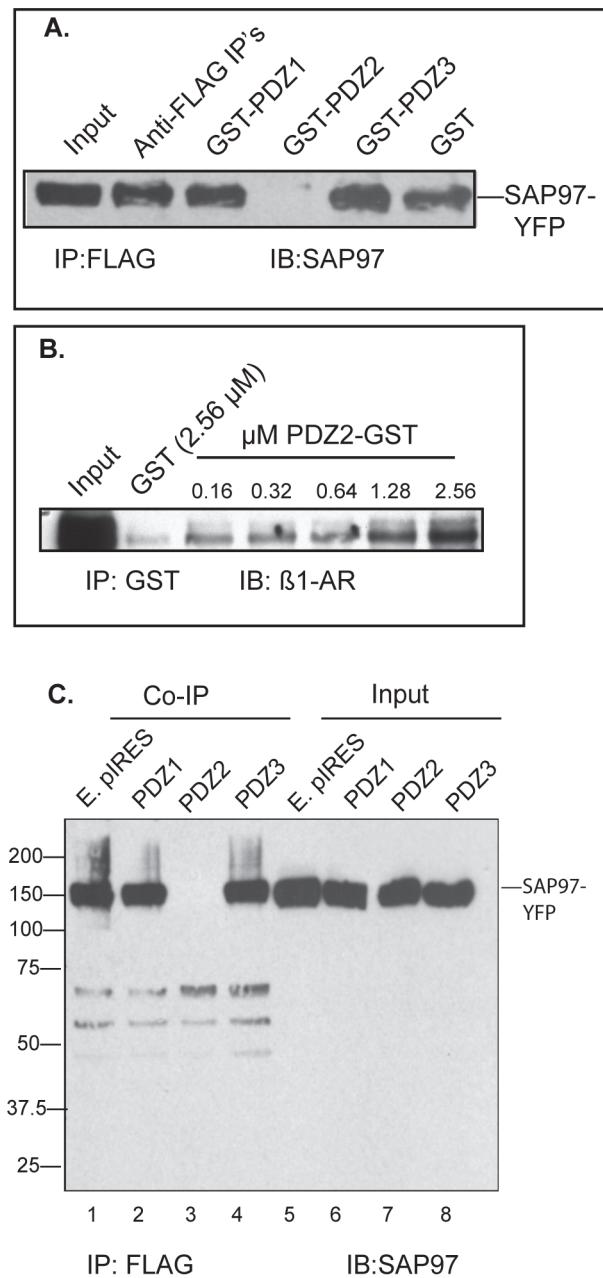 A.
Input Anti-FLAG IP's GST-PDZ1 GST-PDZ2 GST-PDZ3 GST
SAP97-
YFP
IP:FLAG IB:SAP97
B.
Input GST (2.56 µM) µM PDZ2-GST
0.16 0.32 0.64 1.28 2.56
IP: GST IB: ß1-AR
C. Co-IP Input
E. pIRES PDZ1 PDZ2 PDZ3 E. pIRES PDZ1 PDZ2 PDZ3
200
150 SAP97-
YFP
100
75
50
37.5
25
1 2 3 4 5 6 7 8
IP: FLAG IB:SAP97